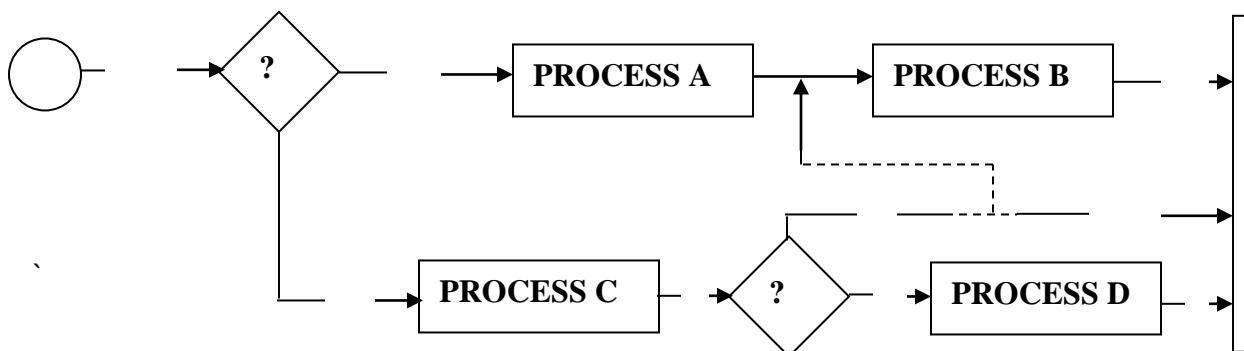 ?
PROCESS A
PROCESS B
`
PROCESS C
?
PROCESS D